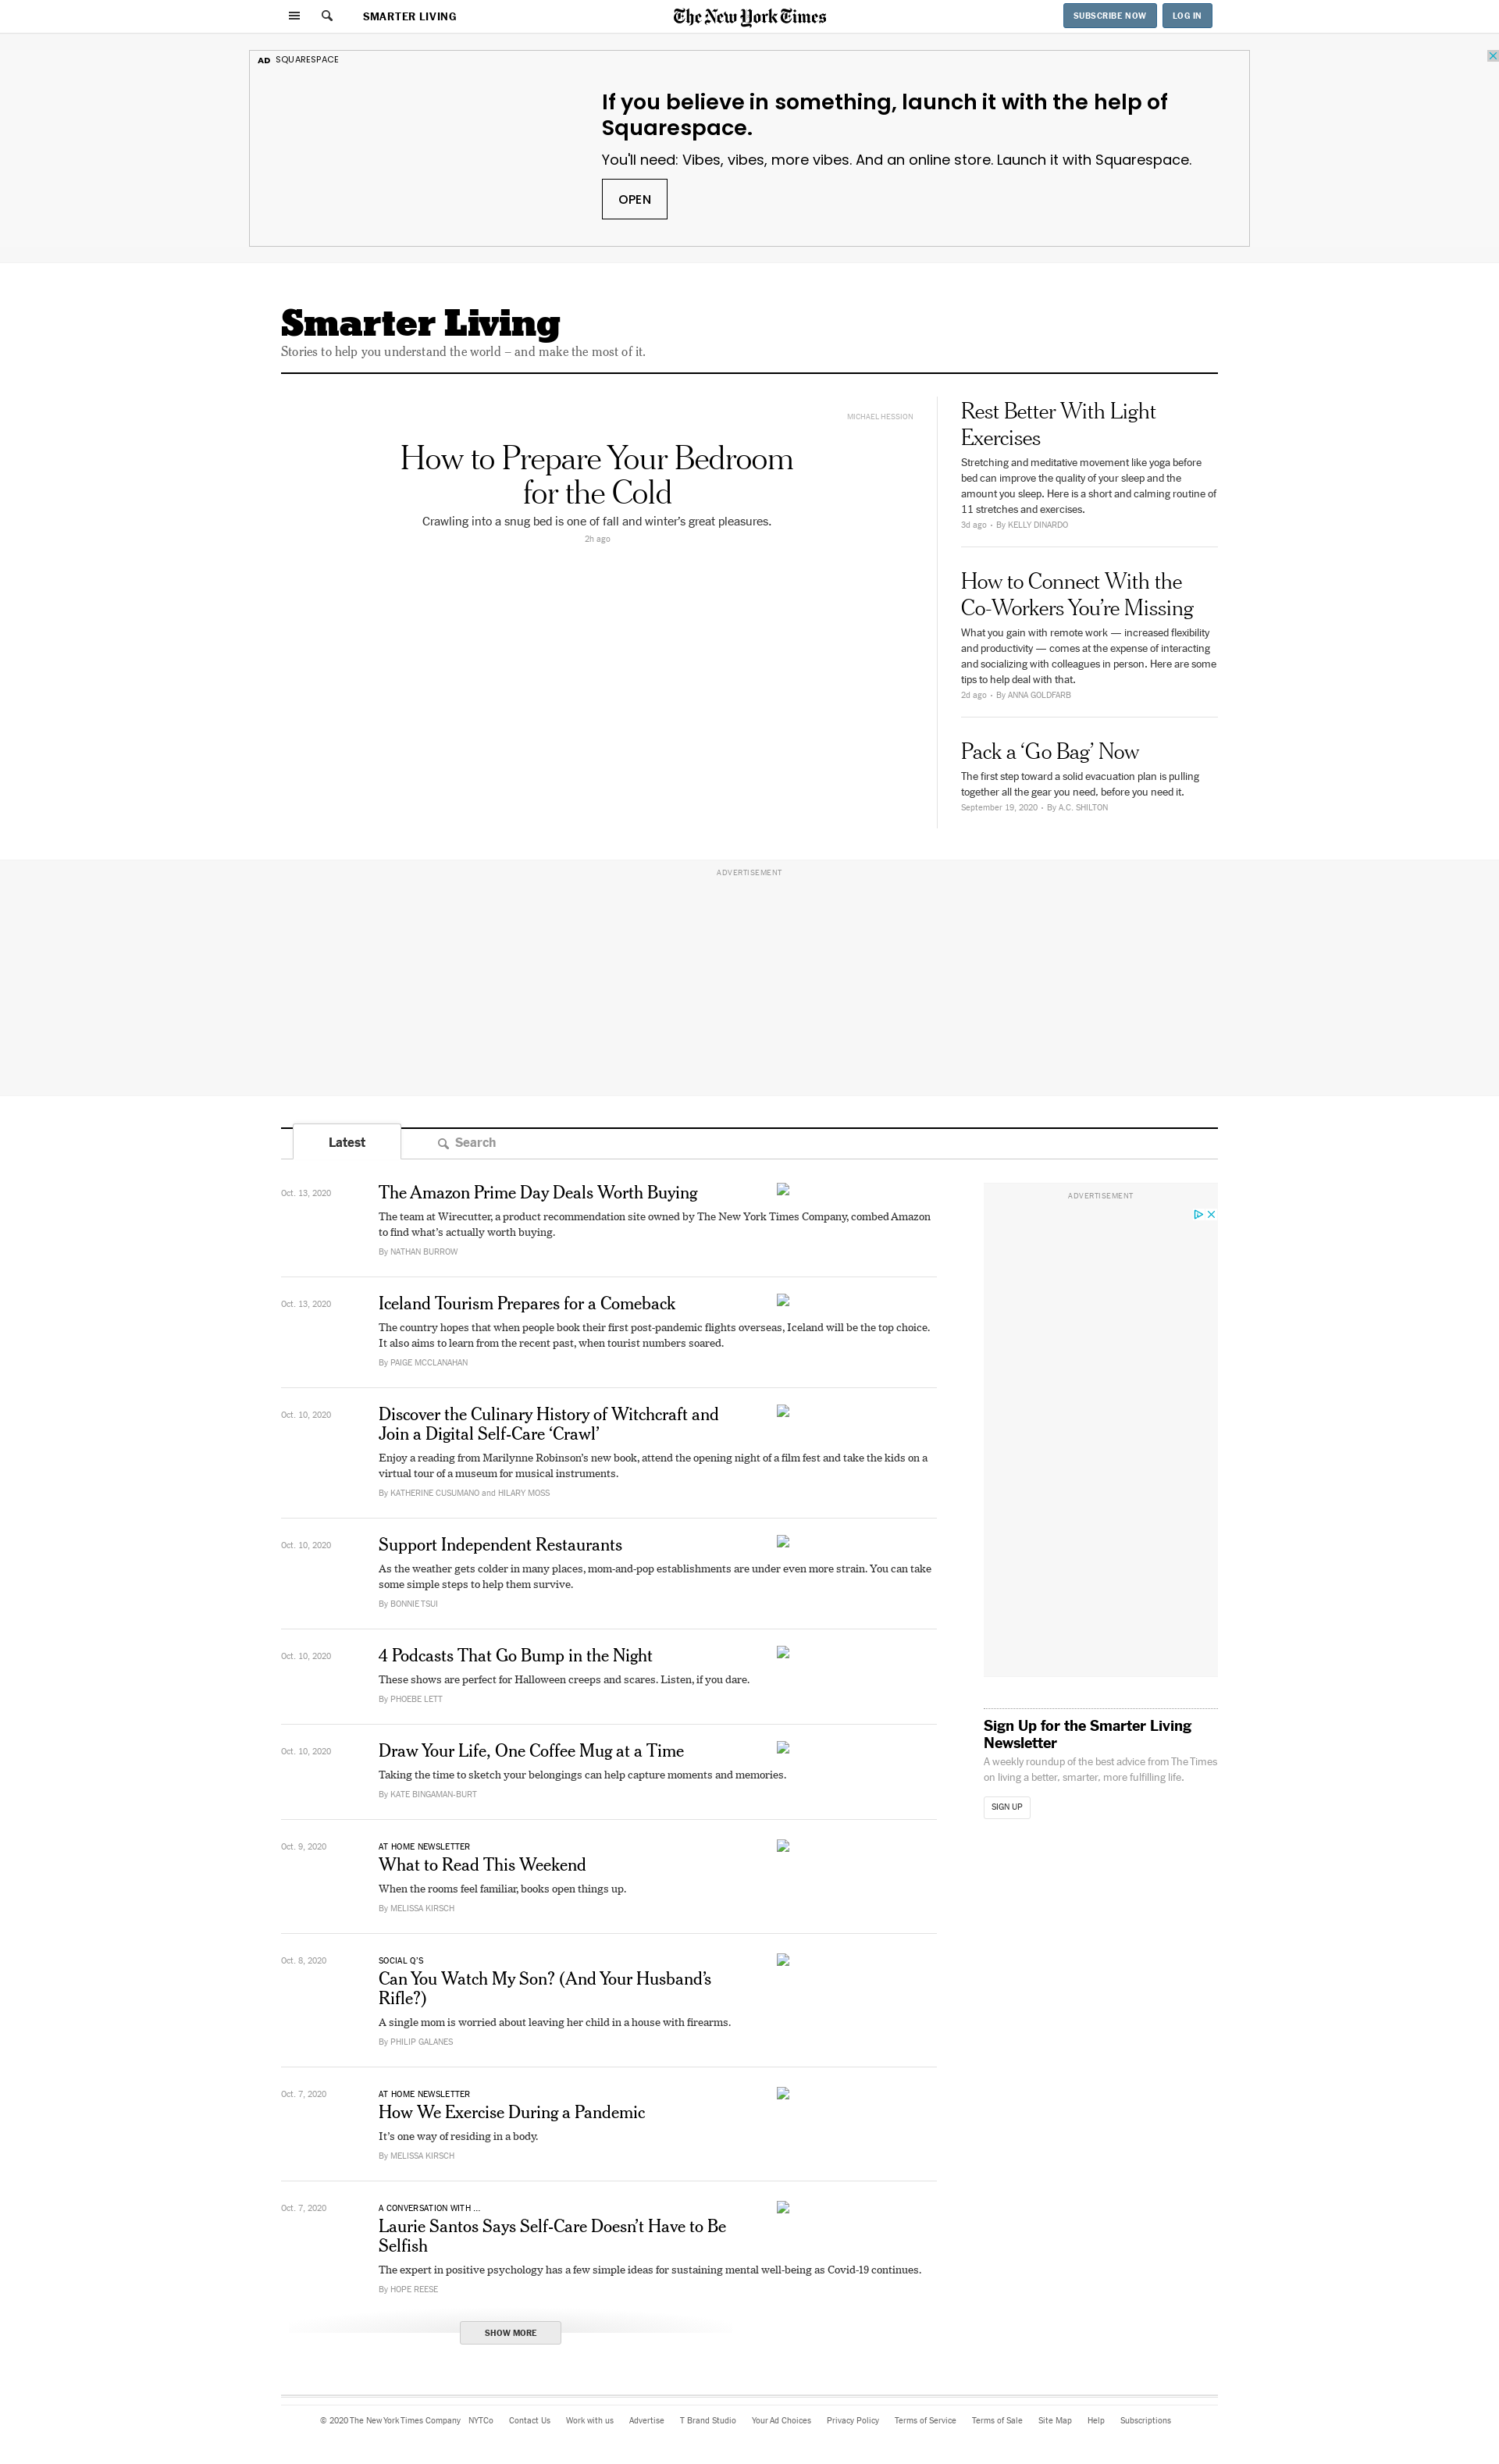 SMARTER LIVING
The New York Times
SUBSCRIBE NOW
LOG IN
AD SQUARESPACE
If you believe in something, launch it with the help of
Squarespace.
You'll need: Vibes, vibes, more vibes. And an online store. Launch it with Squarespace.
OPEN
Smarter Living
Stories to help you understand the world – and make the most of it.
MICHAEL HESSION
How to Prepare Your Bedroom
for the Cold
Crawling into a snug bed is one of fall and winter's great pleasures.
2h ago
Rest Better With Light
Exercises
Stretching and meditative movement like yoga before
bed can improve the quality of your sleep and the
amount you sleep. Here is a short and calming routine of
11 stretches and exercises.
3d ago • By KELLY DINARDO
How to Connect With the
Co-Workers You’re Missing
What you gain with remote work — increased flexibility
and productivity — comes at the expense of interacting
and socializing with colleagues in person. Here are some
tips to help deal with that.
2d ago • By ANNA GOLDFARB
Pack a ‘Go Bag’ Now
The first step toward a solid evacuation plan is pulling
together all the gear you need, before you need it.
September 19, 2020 • By A.C. SHILTON
ADVERTISEMENT
Latest
Search
Oct. 13, 2020
The Amazon Prime Day Deals Worth Buying
The team at Wirecutter, a product recommendation site owned by The New York Times Company, combed Amazon
to find what’s actually worth buying.
By NATHAN BURROW
Oct. 13, 2020
Iceland Tourism Prepares for a Comeback
The country hopes that when people book their first post-pandemic flights overseas, Iceland will be the top choice.
It also aims to learn from the recent past, when tourist numbers soared.
By PAIGE MCCLANAHAN
Oct. 10, 2020
Discover the Culinary History of Witchcraft and
Join a Digital Self-Care ‘Crawl’
Enjoy a reading from Marilynne Robinson’s new book, attend the opening night of a film fest and take the kids on a
virtual tour of a museum for musical instruments.
By KATHERINE CUSUMANO and HILARY MOSS
Oct. 10, 2020
Support Independent Restaurants
As the weather gets colder in many places, mom-and-pop establishments are under even more strain. You can take
some simple steps to help them survive.
By BONNIE TSUI
Oct. 10, 2020
4 Podcasts That Go Bump in the Night
These shows are perfect for Halloween creeps and scares. Listen, if you dare.
By PHOEBE LETT
Oct. 10, 2020
Draw Your Life, One Coffee Mug at a Time
Taking the time to sketch your belongings can help capture moments and memories.
By KATE BINGAMAN-BURT
Oct. 9, 2020
AT HOME NEWSLETTER
What to Read This Weekend
When the rooms feel familiar, books open things up.
By MELISSA KIRSCH
Oct. 8, 2020
SOCIAL Q’S
Can You Watch My Son? (And Your Husband’s
Rifle?)
A single mom is worried about leaving her child in a house with firearms.
By PHILIP GALANES
Oct. 7, 2020
AT HOME NEWSLETTER
How We Exercise During a Pandemic
It’s one way of residing in a body.
By MELISSA KIRSCH
Oct. 7, 2020
A CONVERSATION WITH ...
Laurie Santos Says Self-Care Doesn’t Have to Be
Selfish
The expert in positive psychology has a few simple ideas for sustaining mental well-being as Covid-19 continues.
By HOPE REESE
SHOW MORE
ADVERTISEMENT
Sign Up for the Smarter Living
Newsletter
A weekly roundup of the best advice from The Times
on living a better, smarter, more fulfilling life.
SIGN UP
© 2020 The New York Times Company NYTCo Contact Us Work with us Advertise T Brand Studio Your Ad Choices Privacy Policy Terms of Service Terms of Sale Site Map Help Subscriptions